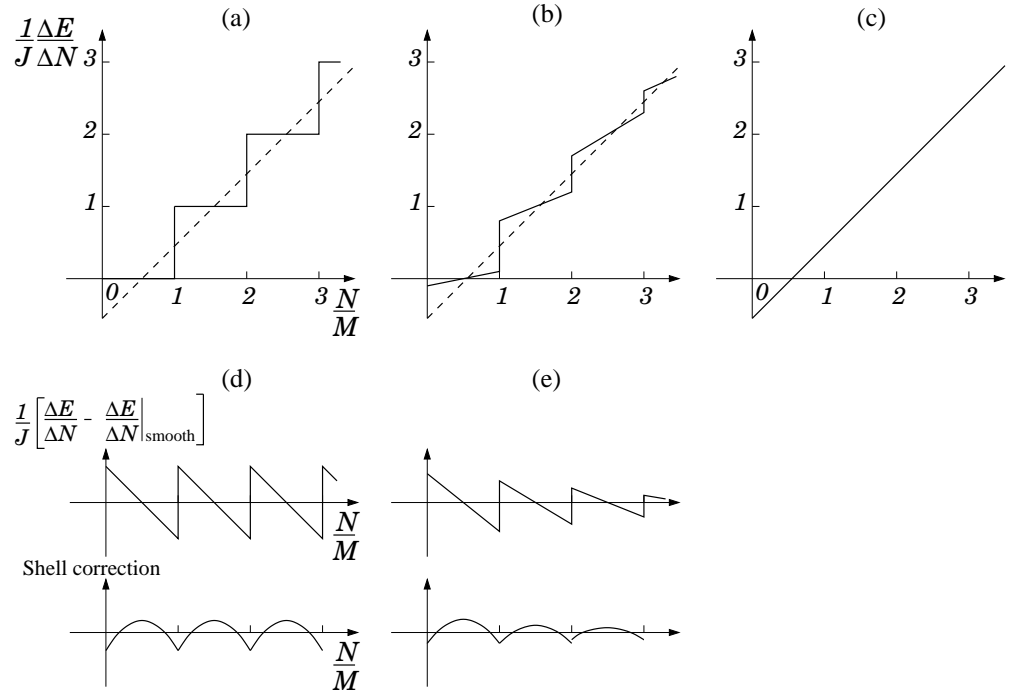 (a) (b) (c)
1/J ΔE/ΔN
3
2
1
0 1 2 3 N/M
1 2 3
0 1 2 3
3
2
1
3
2
1
(d) (e)
1/J [ΔE/ΔN - ΔE/ΔN|smooth]
N/M
Shell correction
N/M